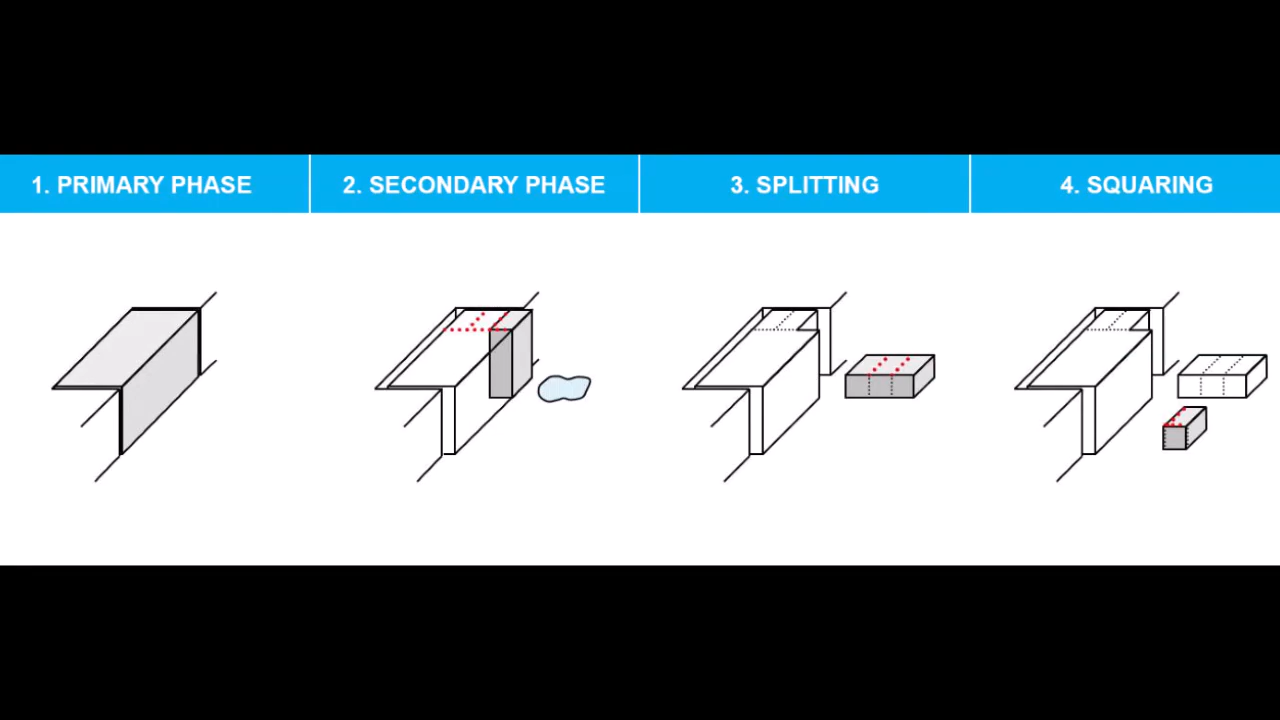 1. PRIMARY PHASE
2. SECONDARY PHASE
3. SPLITTING
4. SQUARING